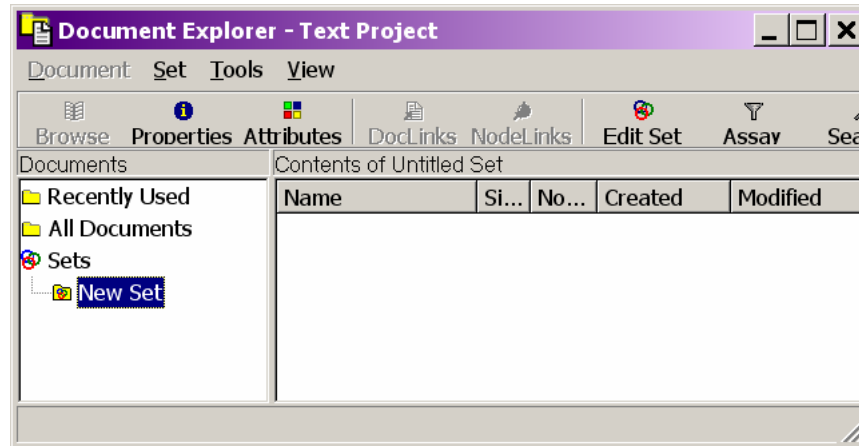 Document Explorer - Text Project
Document Set Tools View
Browse Properties Attributes DocLinks NodeLinks Edit Set Assay Sea
Documents Contents of Untitled Set
Recently Used Name Si... No... Created Modified
All Documents
Sets
New Set